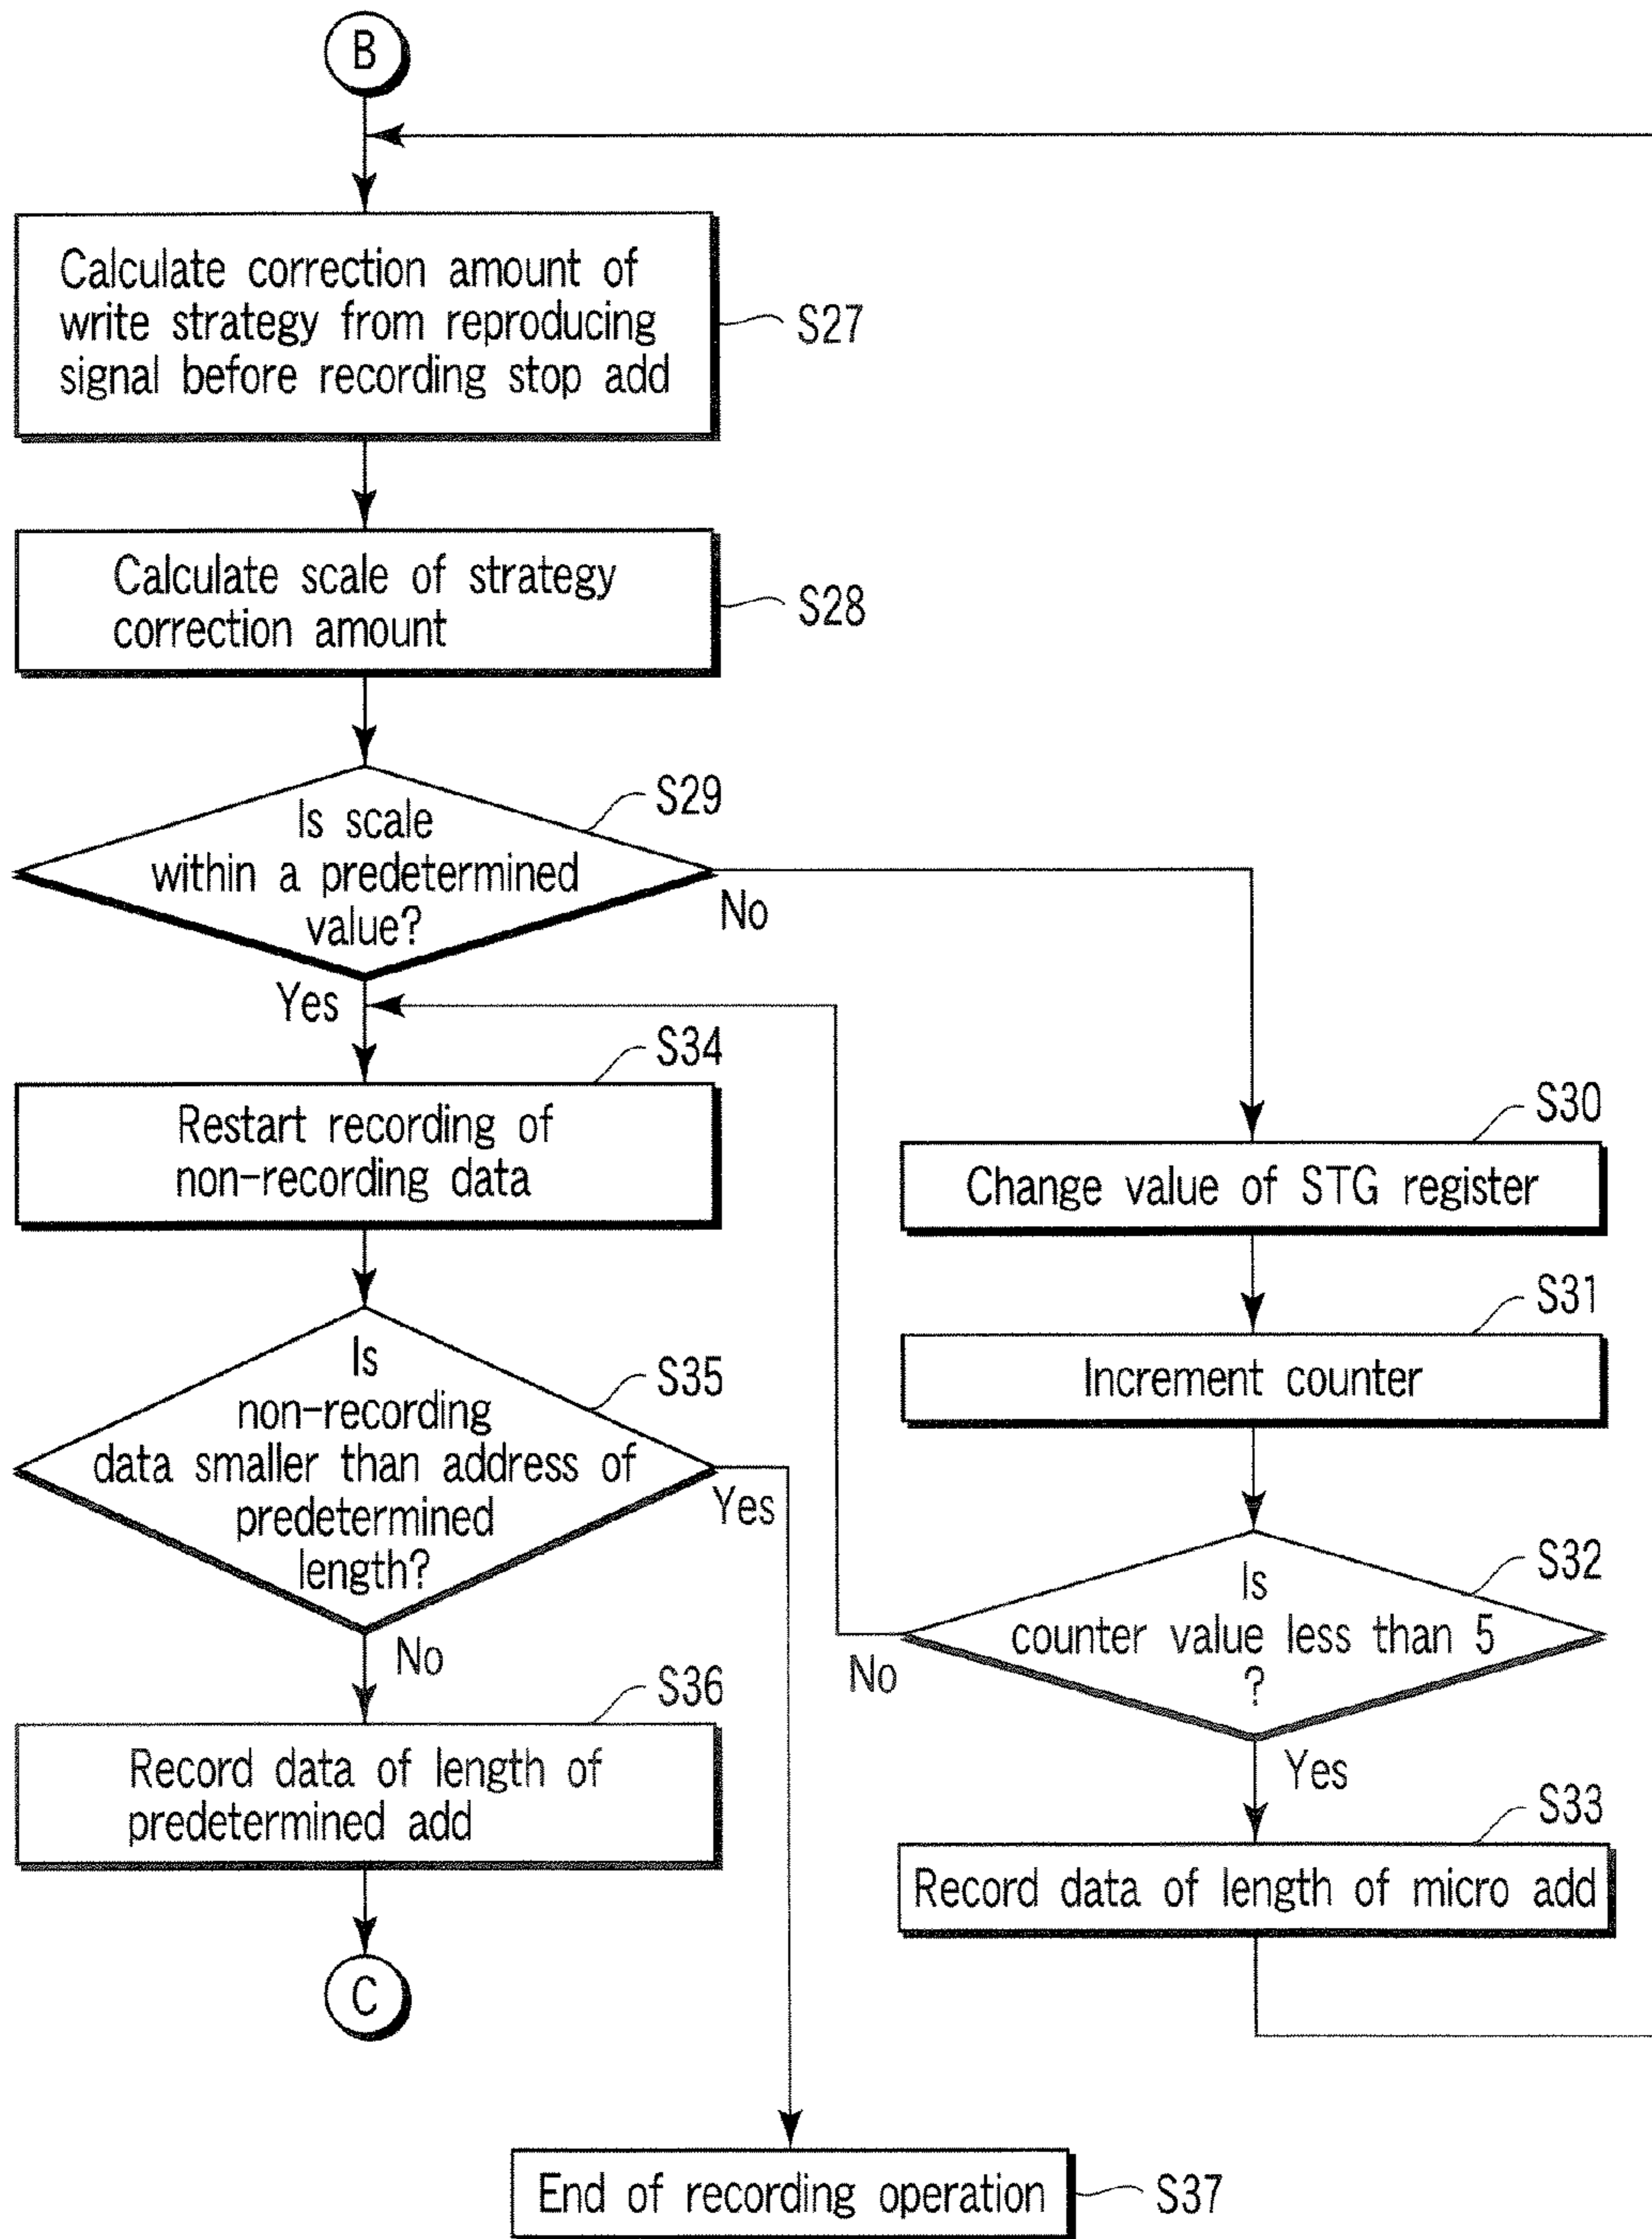 B
Calculate correction amount of
write strategy from reproducing
signal before recording stop add
S27
Calculate scale of strategy
correction amount
S28
Is scale
within a predetermined
value?
S29
No
Yes
S34
Restart recording of
non-recording data
S30
Change value of STG register
S31
Increment counter
Is
non-recording
data smaller than address of
predetermined
length?
S35
Yes
No
S32
Is
counter value less than 5
?
No
Yes
S36
Record data of length of
predetermined add
S33
Record data of length of micro add
C
End of recording operation
S37